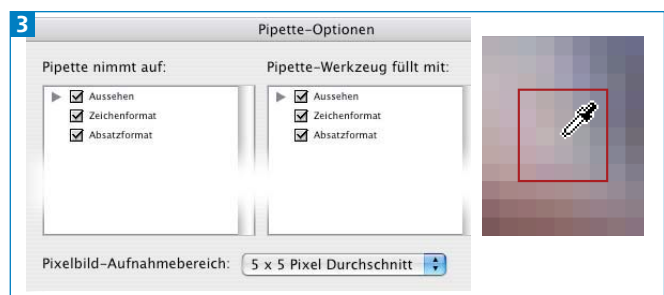 3
Pipette-Optionen
Pipette nimmt auf:
Aussehen
Zeichenformat
Absatzformat
Pipette-Werkzeug füllt mit:
Aussehen
Zeichenformat
Absatzformat
Pixelbild-Aufnahmebereich: 5 x 5 Pixel Durchschnitt